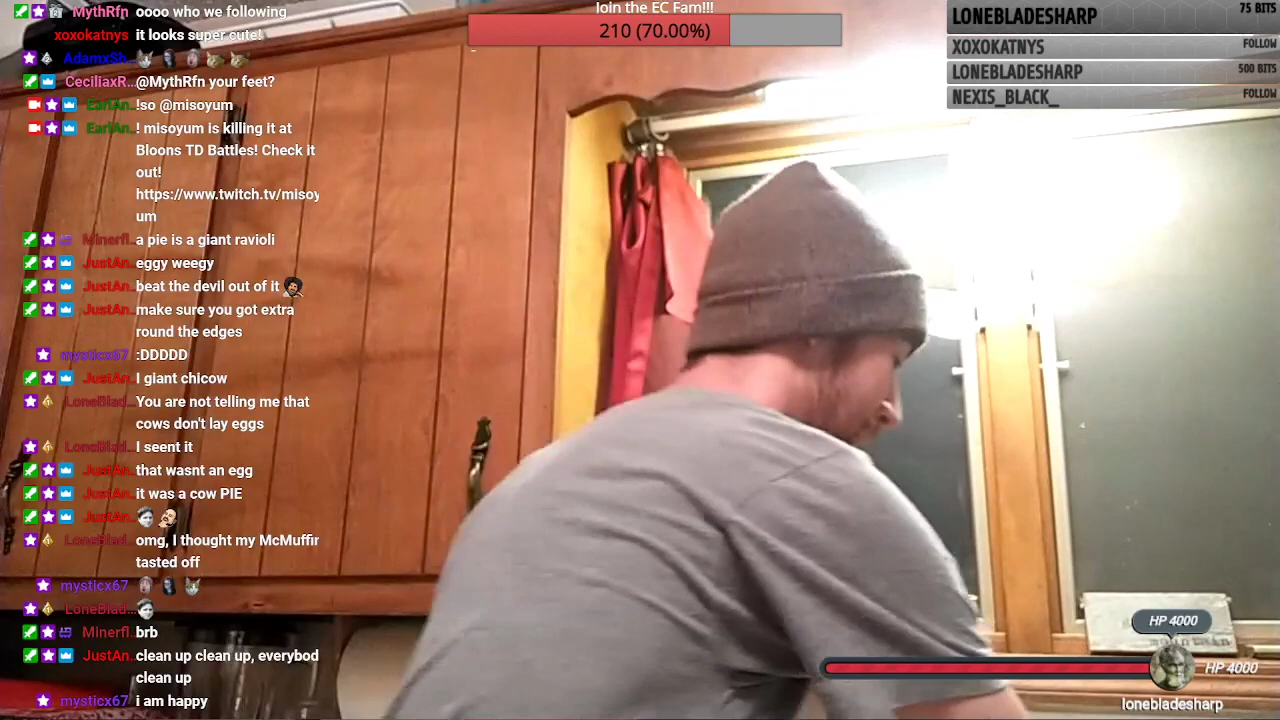 MythRfn oooo who we following
xoxokatnys it looks super cute!
AdamxSh...
CeciliaxR... @MythRfn your feet?
EarlAn... !so @misoyum
EarlAn... ! misoyum is killing it at
Bloons TD Battles! Check it
out!
https://www.twitch.tv/misoy
um
Minerfl... a pie is a giant ravioli
JustAn... eggy weegy
JustAn... beat the devil out of it
JustAn... make sure you got extra
round the edges
mysticx67 :DDDDD
JustAn... I giant chicow
LoneBlad... You are not telling me that
cows don't lay eggs
LoneBlad... I seent it
JustAn... that wasnt an egg
JustAn... it was a cow PIE
JustAn...
LoneBlad... omg, I thought my McMuffin
tasted off
mysticx67
LoneBlad...
Minerfl... brb
JustAn... clean up clean up, everybod
clean up
mysticx67 i am happy
Join the EC Fam!!!
210 (70.00%)
LONEBLADESHARP 75 BITS
XOXOKATNYS FOLLOW
LONEBLADESHARP 500 BITS
NEXIS_BLACK_ FOLLOW
HP 4000
HP 4000
lonebladesharp